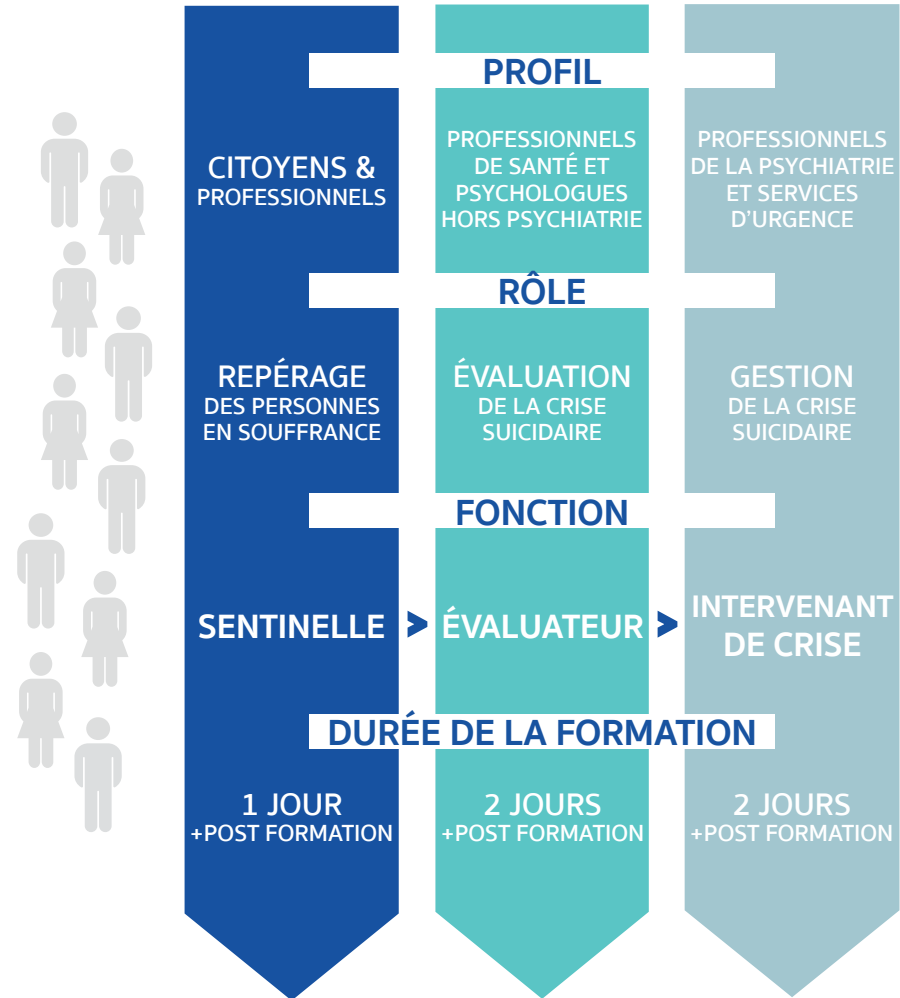 PROFIL
CITOYENS &
PROFESSIONNELS
PROFESSIONNELS
DE SANTÉ ET
PSYCHOLOGUES
HORS PSYCHIATRIE
PROFESSIONNELS
DE LA PSYCHIATRIE
ET SERVICES
D'URGENCE
RÔLE
REPÉRAGE
DES PERSONNES
EN SOUFFRANCE
ÉVALUATION
DE LA CRISE
SUICIDAIRE
GESTION
DE LA CRISE
SUICIDAIRE
FONCTION
SENTINELLE > ÉVALUATEUR >
INTERVENANT
DE CRISE
DURÉE DE LA FORMATION
1 JOUR
+POST FORMATION
2 JOURS
+POST FORMATION
2 JOURS
+POST FORMATION